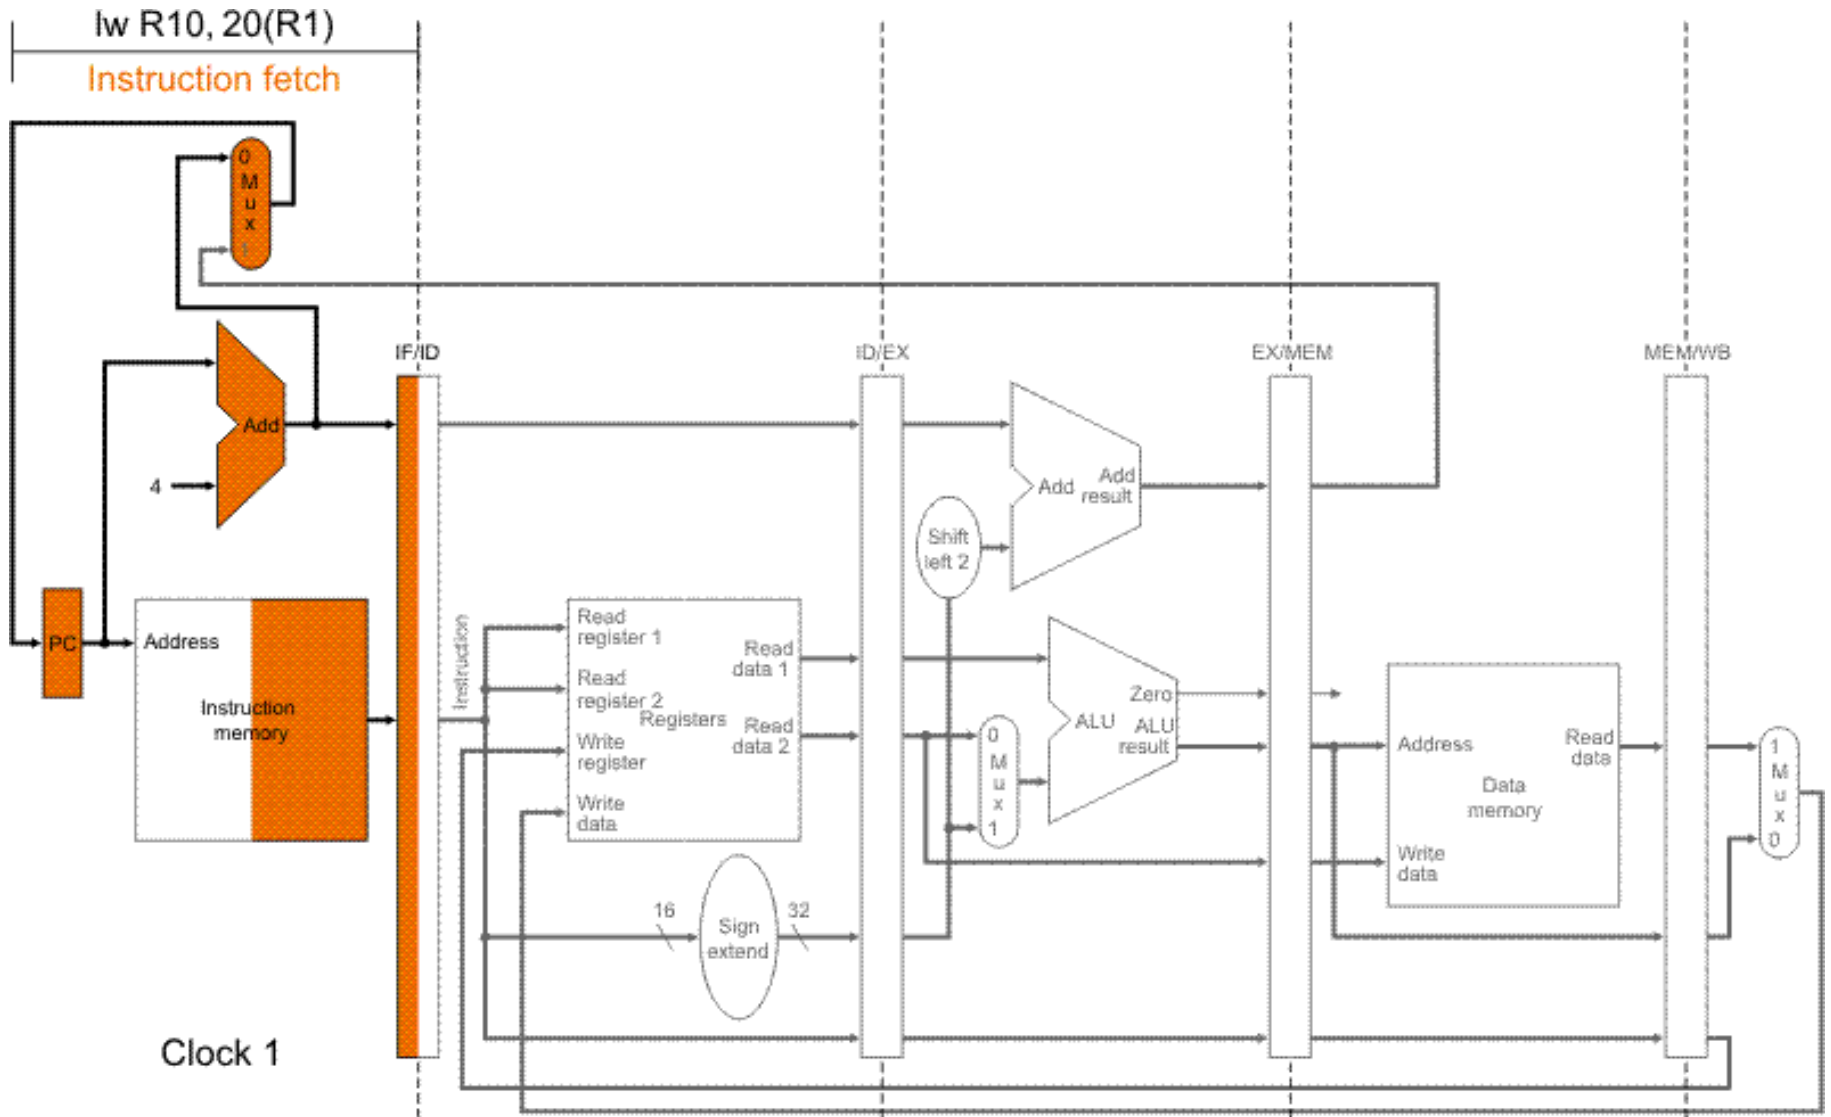 lw R10, 20(R1)
Instruction fetch
0
M
u
x
1
IF/ID
ID/EX
EX/MEM
MEM/WB
Add
4
Add
Add
result
Shift
left 2
PC
Address
Instruction
memory
Instruction
Read
register 1
Read
register 2
Write
register
Write
data
Registers
Read
data 1
Read
data 2
0
M
u
x
1
Zero
ALU
ALU
result
Address
Read
data
Data
memory
Write
data
1
M
u
x
0
16
Sign
extend
32
Clock 1